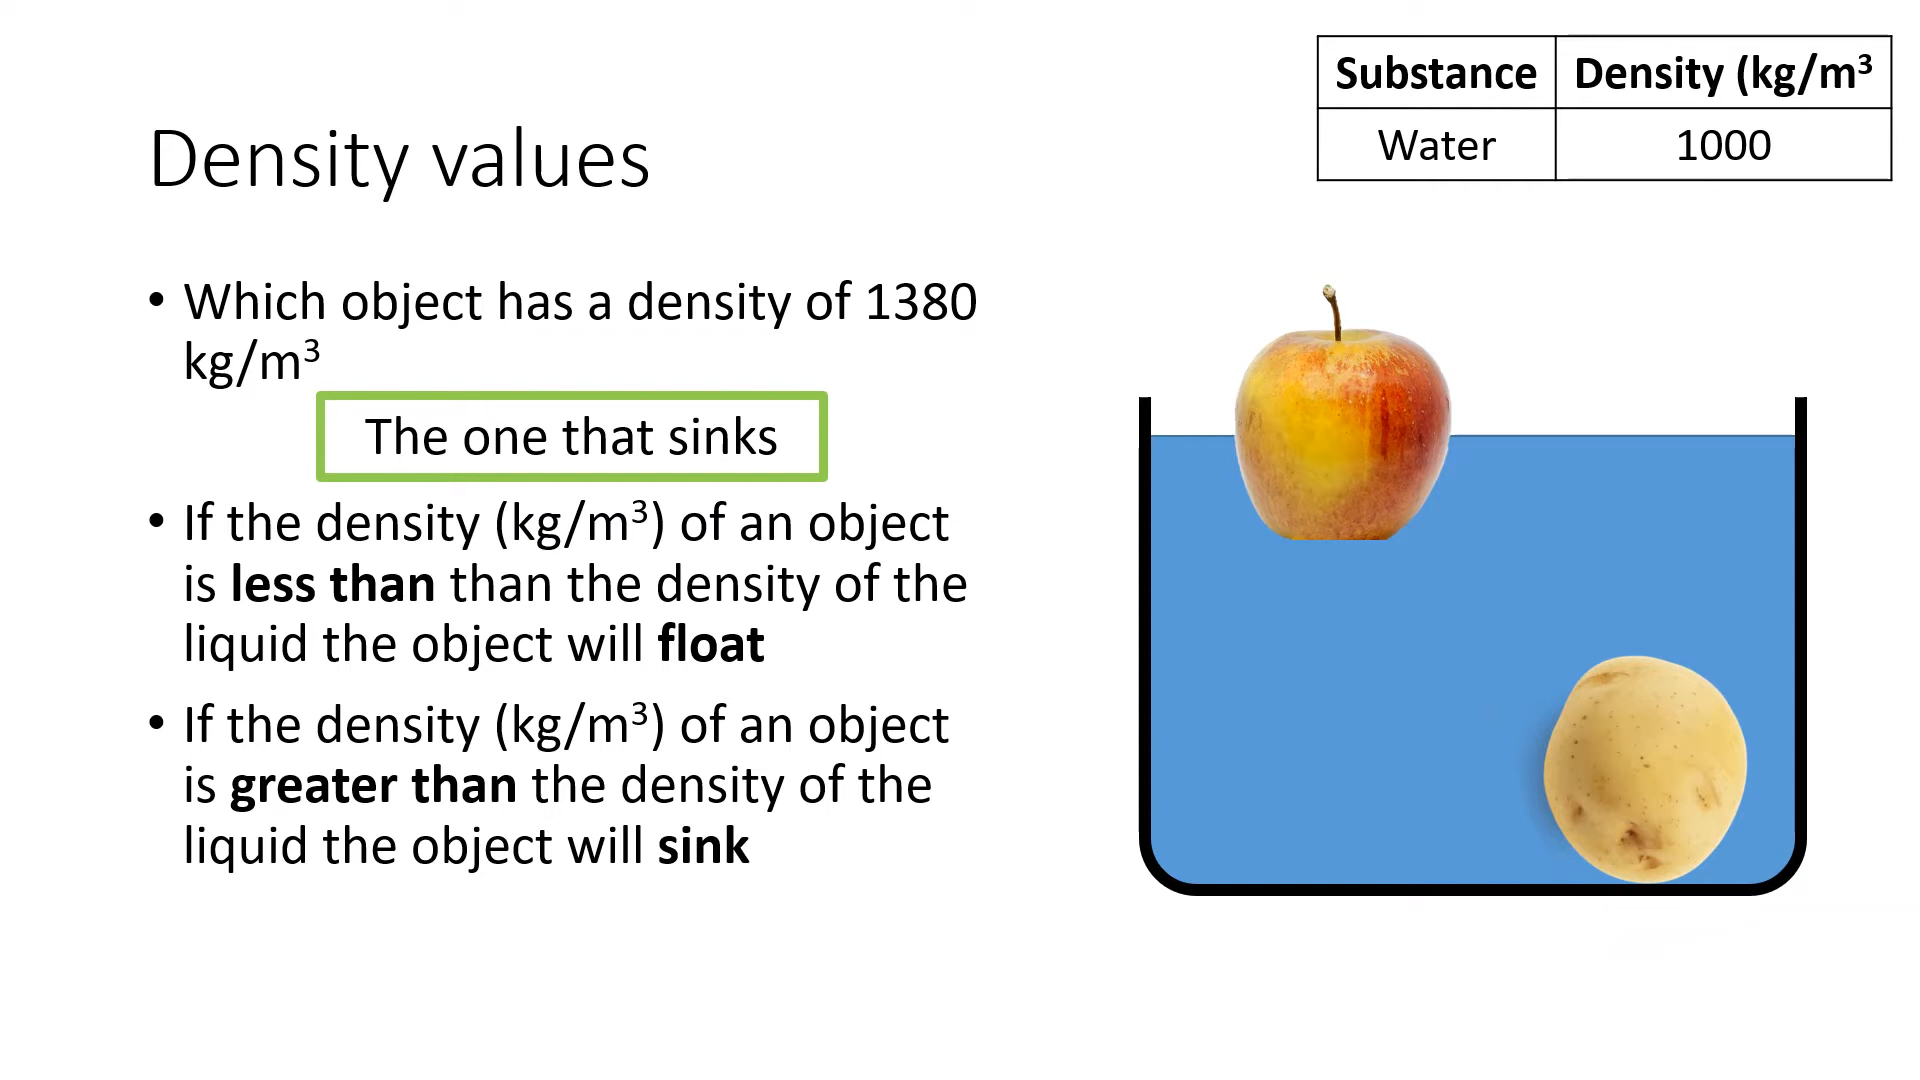 Substance Density (kg/m³
Water 1000
Density values
• Which object has a density of 1380
kg/m³
The one that sinks
• If the density (kg/m³) of an object
is less than than the density of the
liquid the object will float
• If the density (kg/m³) of an object
is greater than the density of the
liquid the object will sink